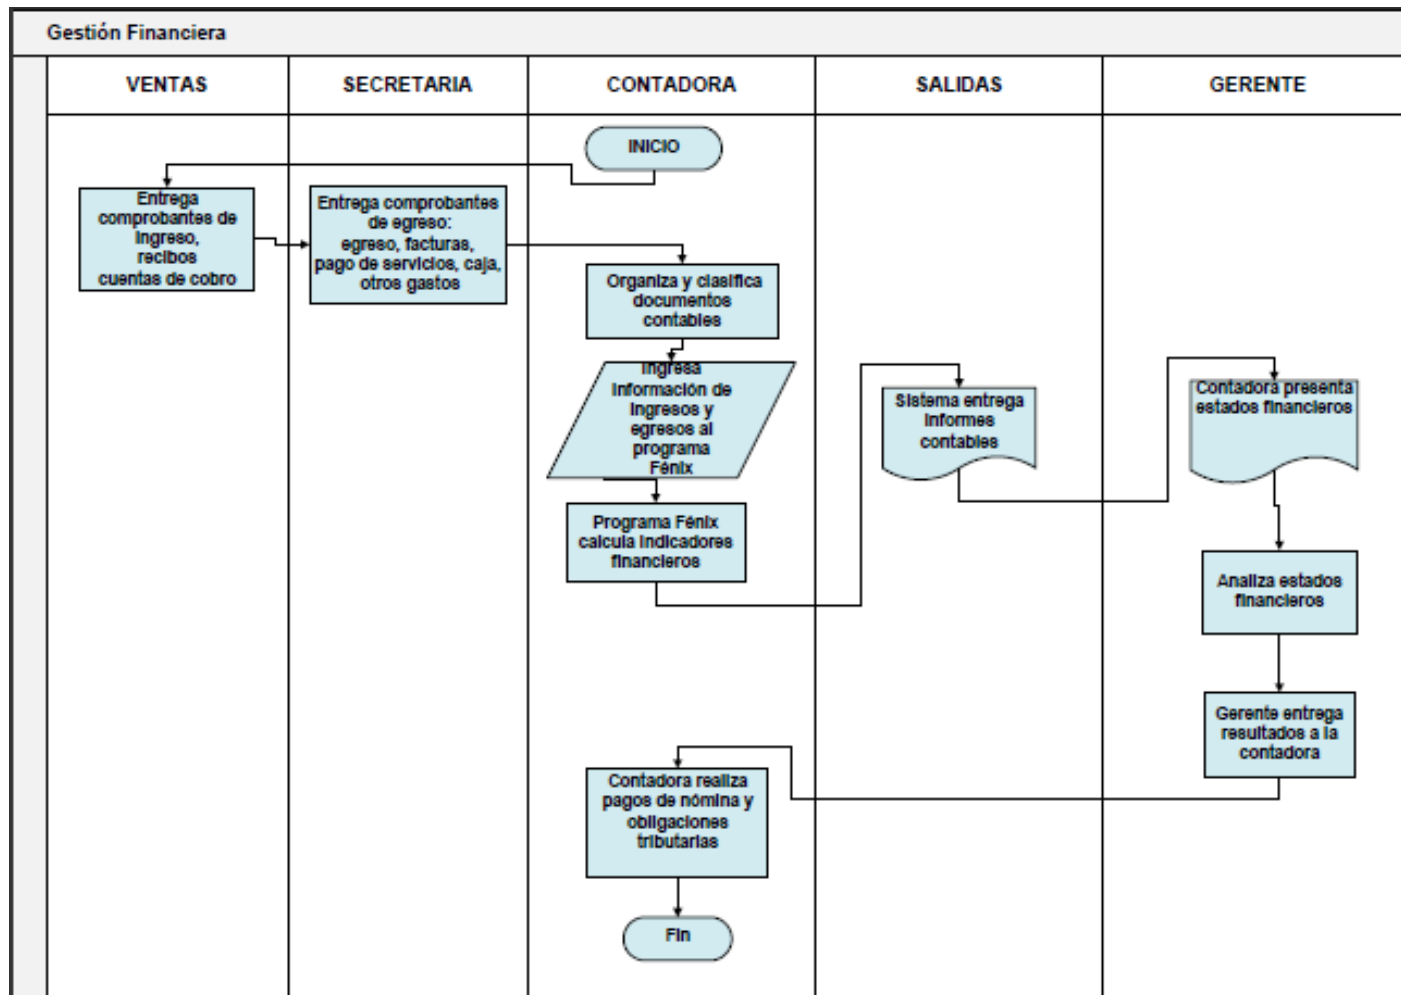 Gestión Financiera
VENTAS
SECRETARIA
CONTADORA
SALIDAS
GERENTE
INICIO
Entrega
comprobantes de
ingreso,
recibos
cuentas de cobro
Entrega comprobantes
de egreso:
egreso, facturas,
pago de servicios, caja,
otros gastos
Organiza y clasifica
documentos
contables
Ingresa
información de
ingresos y
egresos al
programa
Fénix
Programa Fénix
calcula indicadores
financieros
Sistema entrega
informes
contables
Contadora presenta
estados financieros
Analiza estados
financieros
Gerente entrega
resultados a la
contadora
Contadora realiza
pagos de nómina y
obligaciones
tributarias
Fin